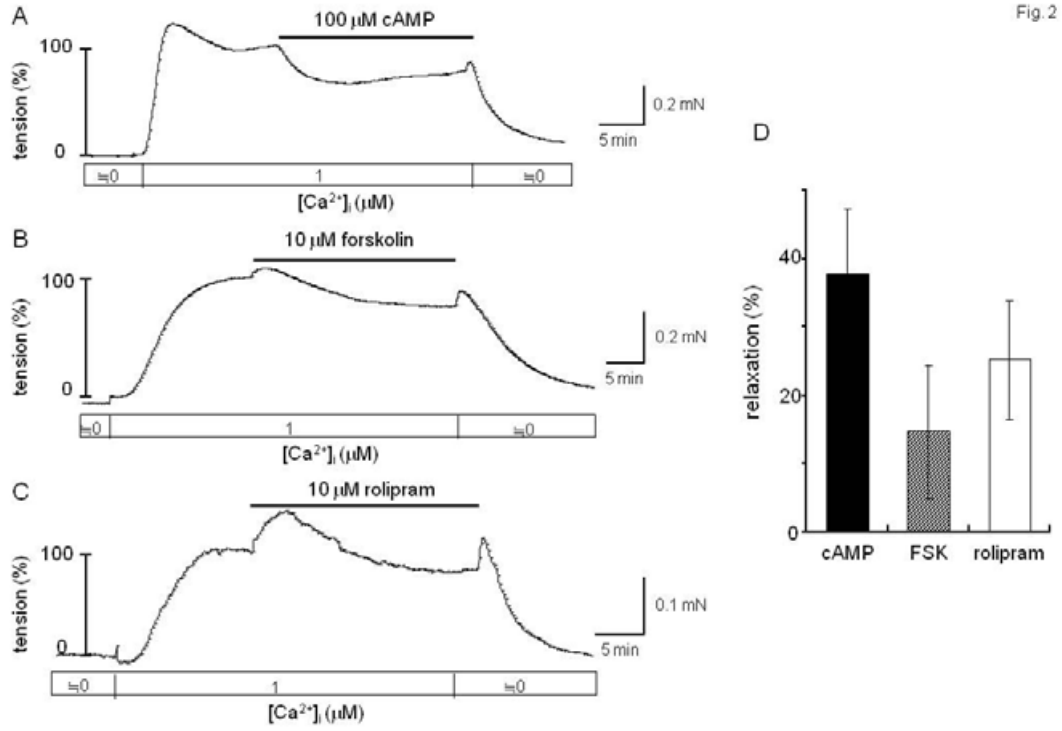 Fig. 2
A
100 μM cAMP
100
0
tension (%)
0.2 mN
5 min
≒0 1 ≒0
[Ca²⁺]ᵢ (μM)
B
10 μM forskolin
100
0
tension (%)
0.2 mN
5 min
≒0 1 ≒0
[Ca²⁺]ᵢ (μM)
C
10 μM rolipram
100
0
tension (%)
0.1 mN
5 min
≒0 1 ≒0
[Ca²⁺]ᵢ (μM)
D
relaxation (%)
40
20
0
cAMP FSK rolipram